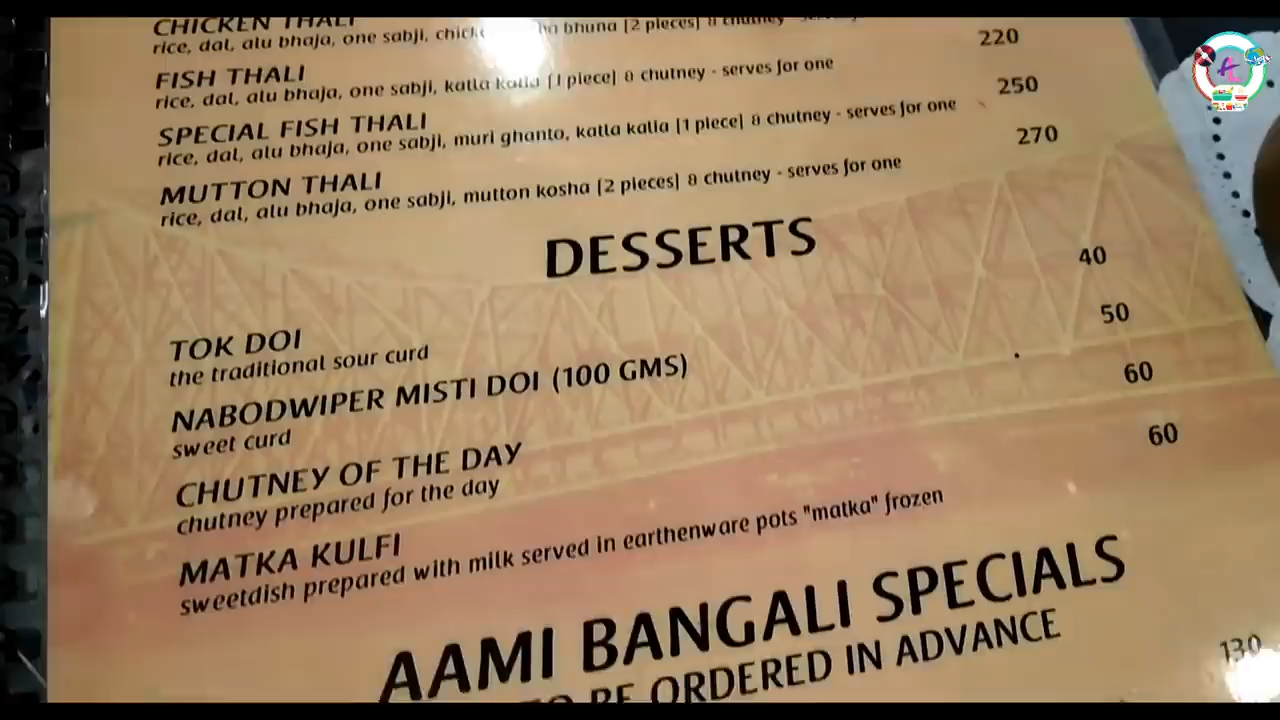 CHICKEN THALI
rice, dal, alu bhaja, one sabji, bhuna [2 pieces] & chutney
220
FISH THALI
rice, dal, alu bhaja, one sabji, katla kalia [1 piece] & chutney - serves for one
250
SPECIAL FISH THALI
rice, dal, alu bhaja, one sabji, muri ghanto, katla kalia [1 piece] & chutney - serves for one
270
MUTTON THALI
rice, dal, alu bhaja, one sabji, mutton kosha [2 pieces] & chutney - serves for one
DESSERTS
40
TOK DOI
the traditional sour curd
50
NABODWIPER MISTI DOI (100 GMS)
sweet curd
60
CHUTNEY OF THE DAY
chutney prepared for the day
60
MATKA KULFI
sweetdish prepared with milk served in earthenware pots "matka" frozen
AAMI BANGALI SPECIALS
TO BE ORDERED IN ADVANCE
130